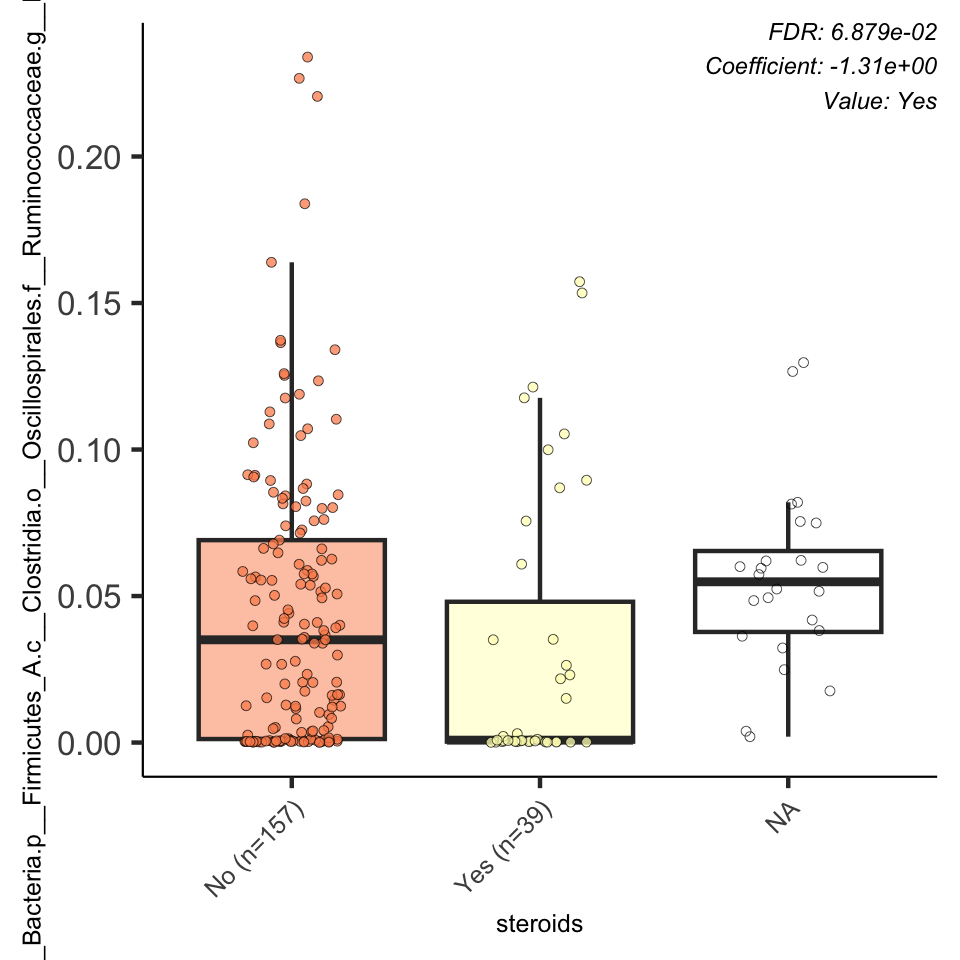 FDR: 6.879e-02
Coefficient: -1.31e+00
Value: Yes
_Bacteria.p__Firmicutes_A.c__Clostridia.o__Oscillospirales.f__Ruminococcaceae.g__
0.20
0.15
0.10
0.05
0.00
No (n=157)
Yes (n=39)
NA
steroids